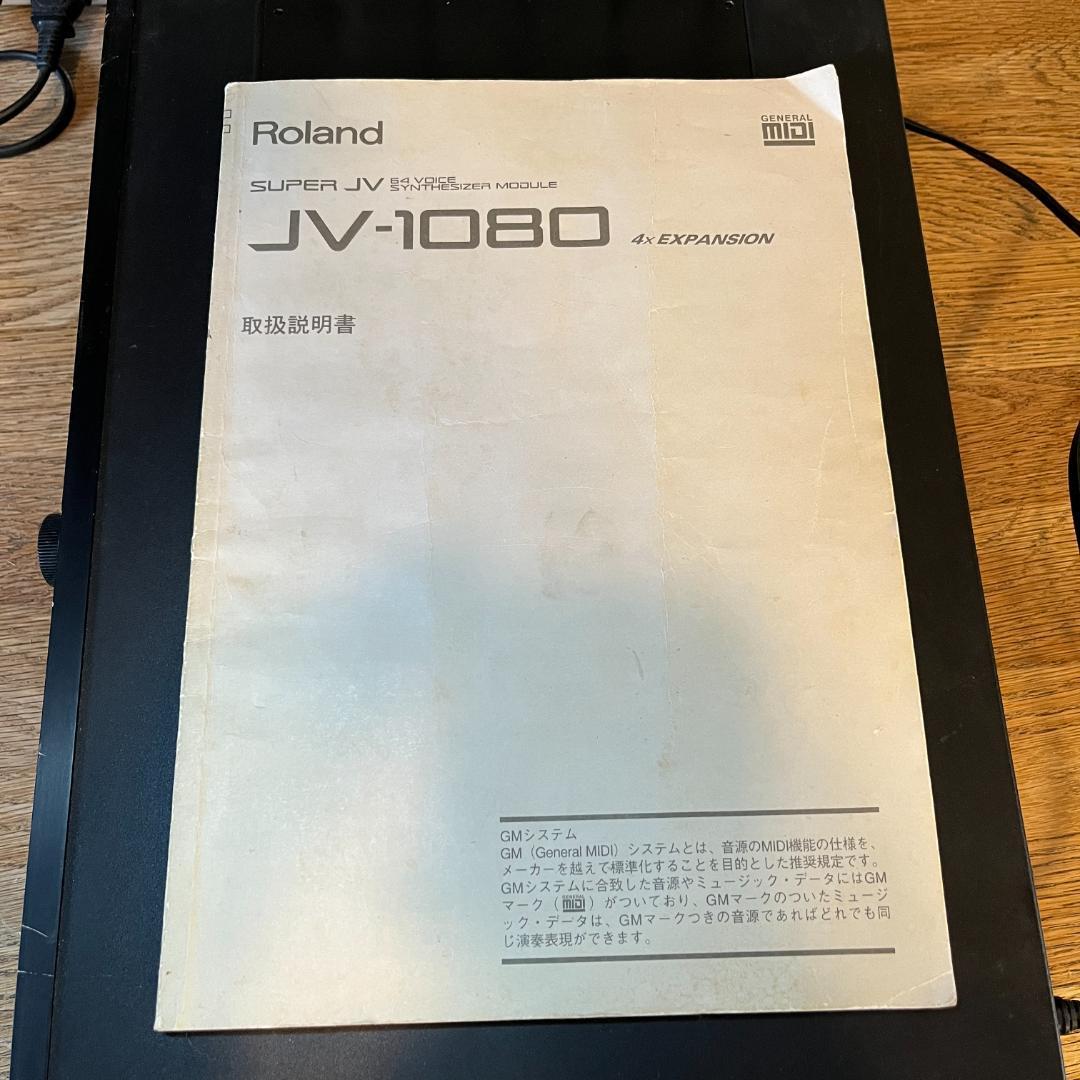 Roland
GENERAL
MIDI
SUPER JV 64 VOICE
SYNTHESIZER MODULE
JV-1080 4x EXPANSION
取扱説明書
GMシステム
GM（General MIDI）システムとは、音源のMIDI機能の仕様を、
メーカーを越えて標準化することを目的とした推奨規定です。
GMシステムに合致した音源やミュージック・データにはGM
マーク（GENERAL MIDI）がついており、GMマークのついたミュージ
ック・データは、GMマークつきの音源であればどれでも同
じ演奏表現ができます。